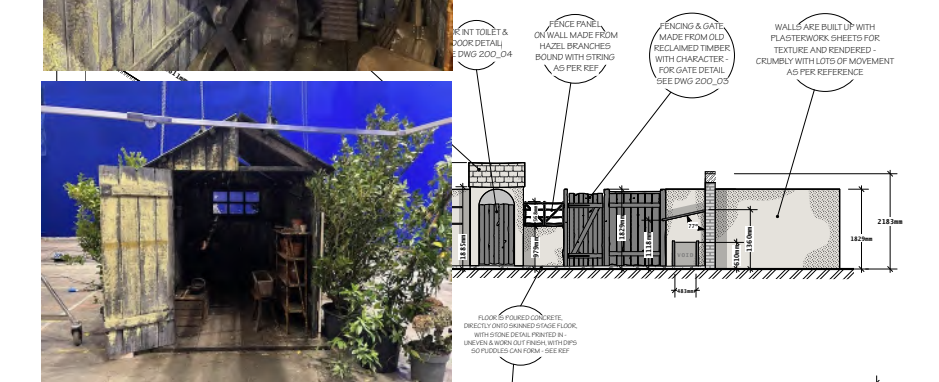 OR INT TOILET &
DOOR DETAIL
E DWG 200_04
FENCE PANEL
ON WALL MADE FROM
HAZEL BRANCHES
BOUND WITH STRING
AS PER REF
FENCING & GATE
MADE FROM OLD
RECLAIMED TIMBER
WITH CHARACTER -
FOR GATE DETAIL
SEE DWG 200_03
WALLS ARE BUILT UP WITH
PLASTERWORK SHEETS FOR
TEXTURE AND RENDERED -
CRUMBLY WITH LOTS OF MOVEMENT
AS PER REFERENCE
1885mm
979mm
1829mm
1118mm
77°
VOID
610mm
1360mm
483mm
1829mm
2183mm
FLOOR IS POURED CONCRETE,
DIRECTLY ONTO SKINNED STAGE FLOOR,
WITH STONE DETAIL PRINTED IN -
UNEVEN & WORN OUT FINISH, WITH DIPS
SO PUDDLES CAN FORM - SEE REF